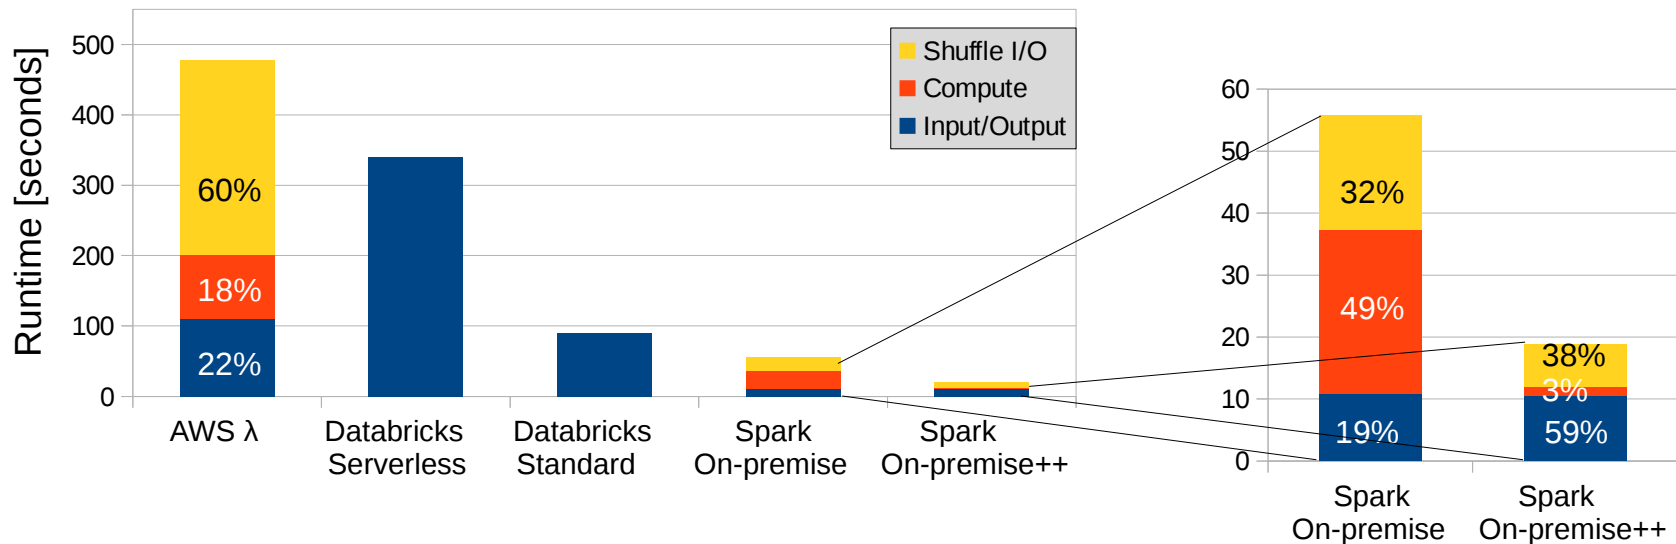 Runtime [seconds]
500
400
300
200
100
0
60%
18%
22%
Shuffle I/O
Compute
Input/Output
AWS λ
Databricks
Serverless
Databricks
Standard
Spark
On-premise
Spark
On-premise++
60
50
40
30
20
10
0
32%
49%
19%
38%
3%
59%
Spark
On-premise
Spark
On-premise++